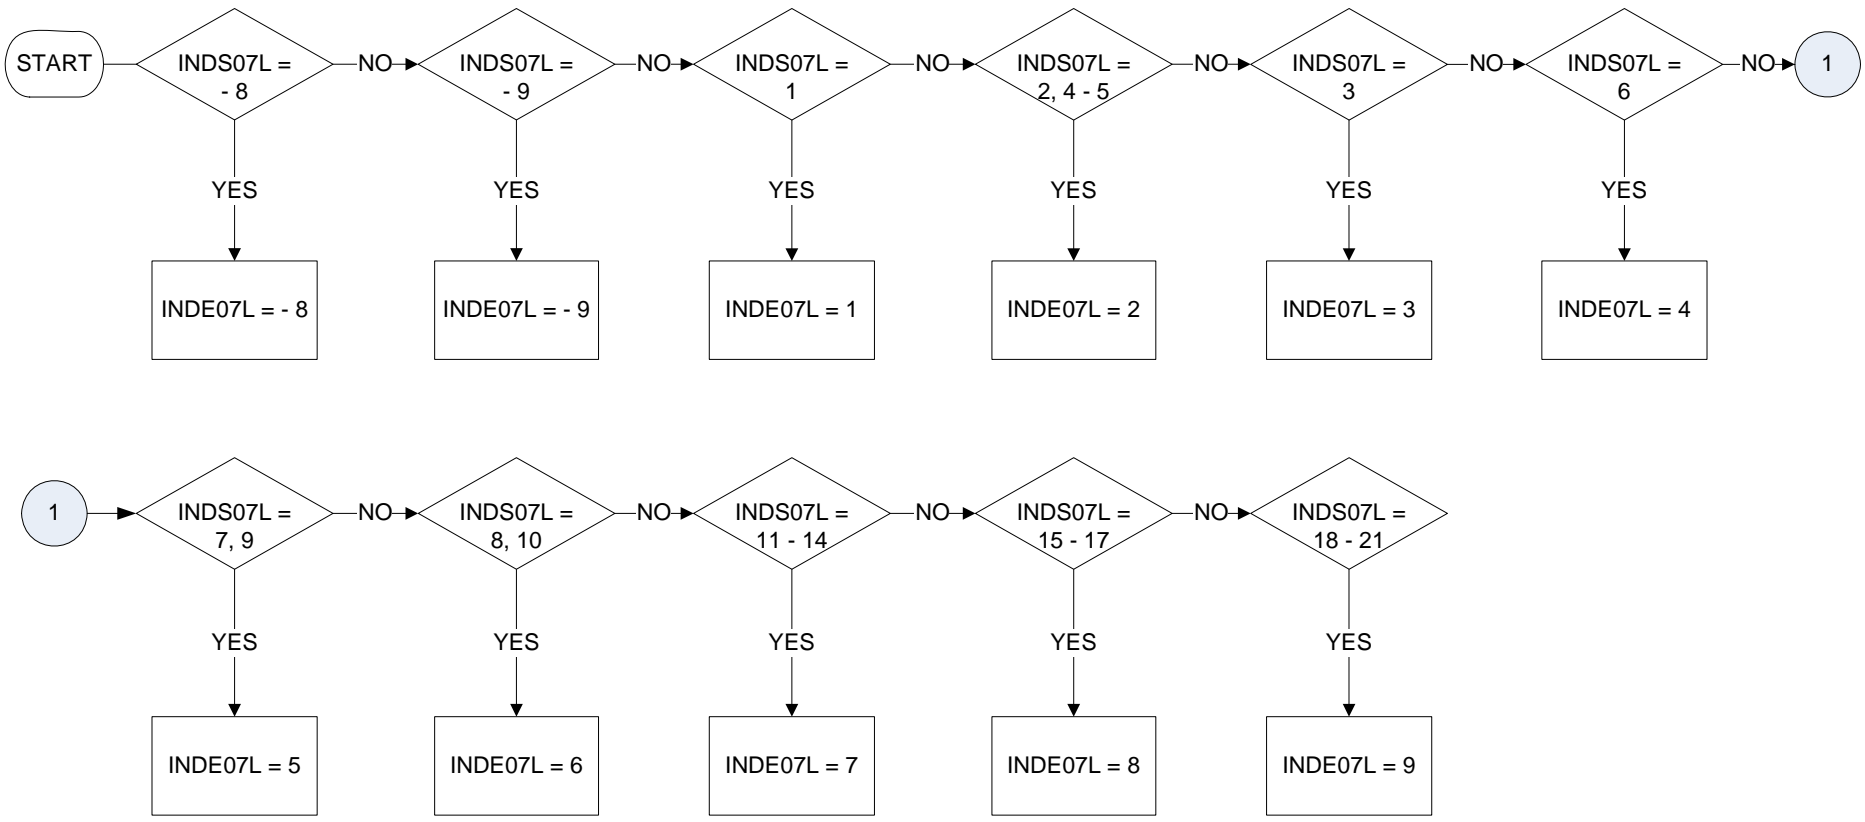 START
INDS07L =
- 8
NO
INDS07L =
- 9
NO
INDS07L =
1
NO
INDS07L =
2, 4 - 5
NO
INDS07L =
3
NO
INDS07L =
6
NO
1
YES
YES
YES
YES
YES
YES
INDE07L = - 8
INDE07L = - 9
INDE07L = 1
INDE07L = 2
INDE07L = 3
INDE07L = 4
1
INDS07L =
7, 9
NO
INDS07L =
8, 10
NO
INDS07L =
11 - 14
NO
INDS07L =
15 - 17
NO
INDS07L =
18 - 21
YES
YES
YES
YES
YES
INDE07L = 5
INDE07L = 6
INDE07L = 7
INDE07L = 8
INDE07L = 9